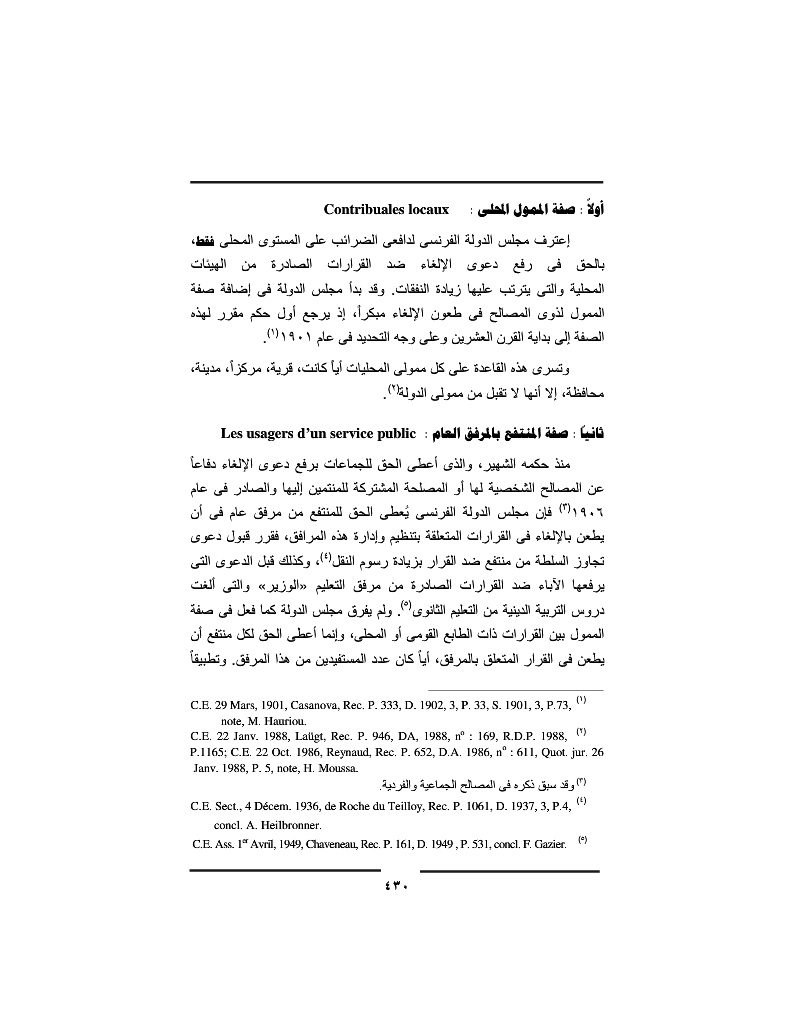 أولاً : صفة الممول المحلى : Contribuales locaux
إعترف مجلس الدولة الفرنسى لدافعى الضرائب على المستوى المحلى فقط،
بالحق فى رفع دعوى الإلغاء ضد القرارات الصادرة من الهيئات
المحلية والتى يترتب عليها زيادة النفقات. وقد بدأ مجلس الدولة فى إضافة صفة
الممول لذوى المصالح فى طعون الإلغاء مبكراً، إذ يرجع أول حكم مقرر لهذه
الصفة إلى بداية القرن العشرين وعلى وجه التحديد فى عام ١٩٠١(١).
وتسرى هذه القاعدة على كل ممولى المحليات أياً كانت، قرية، مركزاً، مدينة،
محافظة، إلا أنها لا تقبل من ممولى الدولة(٢).
ثانياً : صفة المنتفع بالمرفق العام : Les usagers d'un service public
منذ حكمه الشهير، والذى أعطى الحق للجماعات برفع دعوى الإلغاء دفاعاً
عن المصالح الشخصية لها أو المصلحة المشتركة للمنتمين إليها والصادر فى عام
١٩٠٦(٣) فإن مجلس الدولة الفرنسى يُعطى الحق للمنتفع من مرفق عام فى أن
يطعن بالإلغاء فى القرارات المتعلقة بتنظيم وإدارة هذه المرافق، فقرر قبول دعوى
تجاوز السلطة من منتفع ضد القرار بزيادة رسوم النقل(٤)، وكذلك قبل الدعوى التى
يرفعها الآباء ضد القرارات الصادرة من مرفق التعليم «الوزير» والتى ألغت
دروس التربية الدينية من التعليم الثانوى(٥). ولم يفرق مجلس الدولة كما فعل فى صفة
الممول بين القرارات ذات الطابع القومى أو المحلى، وإنما أعطى الحق لكل منتفع أن
يطعن فى القرار المتعلق بالمرفق، أياً كان عدد المستفيدين من هذا المرفق. وتطبيقاً
(١) C.E. 29 Mars, 1901, Casanova, Rec. P. 333, D. 1902, 3, P. 33, S. 1901, 3, P.73,
note, M. Hauriou.
(٢) C.E. 22 Janv. 1988, Laügt, Rec. P. 946, DA, 1988, nº : 169, R.D.P. 1988,
P.1165; C.E. 22 Oct. 1986, Reynaud, Rec. P. 652, D.A. 1986, nº : 611, Quot. jur. 26
Janv. 1988, P. 5, note, H. Moussa.
(٣) وقد سبق ذكره فى المصالح الجماعية والفردية.
(٤) C.E. Sect., 4 Décem. 1936, de Roche du Teilloy, Rec. P. 1061, D. 1937, 3, P.4,
concl. A. Heilbronner.
(٥) C.E. Ass. 1er Avril, 1949, Chaveneau, Rec. P. 161, D. 1949 , P. 531, concl. F. Gazier.
٤٣٠